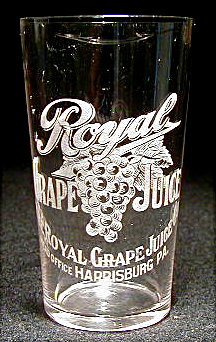 Royal
GRAPE JUICE
ROYAL GRAPE JUICE
OFFICE HARRISBURG PA.